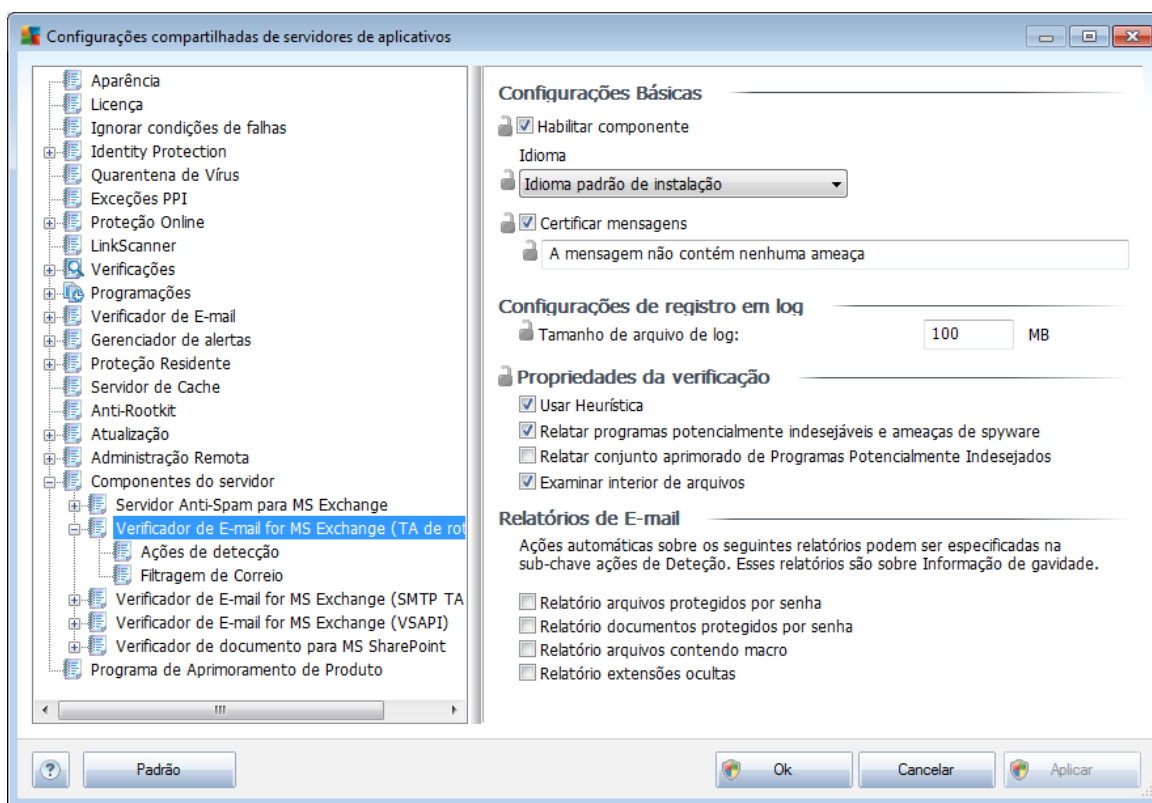 Configurações compartilhadas de servidores de aplicativos
Aparência
Licença
Ignorar condições de falhas
Identity Protection
Quarentena de Vírus
Exceções PPI
Proteção Online
LinkScanner
Verificações
Programações
Verificador de E-mail
Gerenciador de alertas
Proteção Residente
Servidor de Cache
Anti-Rootkit
Atualização
Administração Remota
Componentes do servidor
Servidor Anti-Spam para MS Exchange
Verificador de E-mail for MS Exchange (TA de rot
Ações de detecção
Filtragem de Correio
Verificador de E-mail for MS Exchange (SMTP TA
Verificador de E-mail for MS Exchange (VSAPI)
Verificador de documento para MS SharePoint
Programa de Aprimoramento de Produto
Configurações Básicas
Habilitar componente
Idioma
Idioma padrão de instalação
Certificar mensagens
A mensagem não contém nenhuma ameaça
Configurações de registro em log
Tamanho de arquivo de log: 100 MB
Propriedades da verificação
Usar Heurística
Relatar programas potencialmente indesejáveis e ameaças de spyware
Relatar conjunto aprimorado de Programas Potencialmente Indesejados
Examinar interior de arquivos
Relatórios de E-mail
Ações automáticas sobre os seguintes relatórios podem ser especificadas na
sub-chave ações de Deteção. Esses relatórios são sobre Informação de gavidade.
Relatório arquivos protegidos por senha
Relatório documentos protegidos por senha
Relatório arquivos contendo macro
Relatório extensões ocultas
? Padrão Ok Cancelar Aplicar